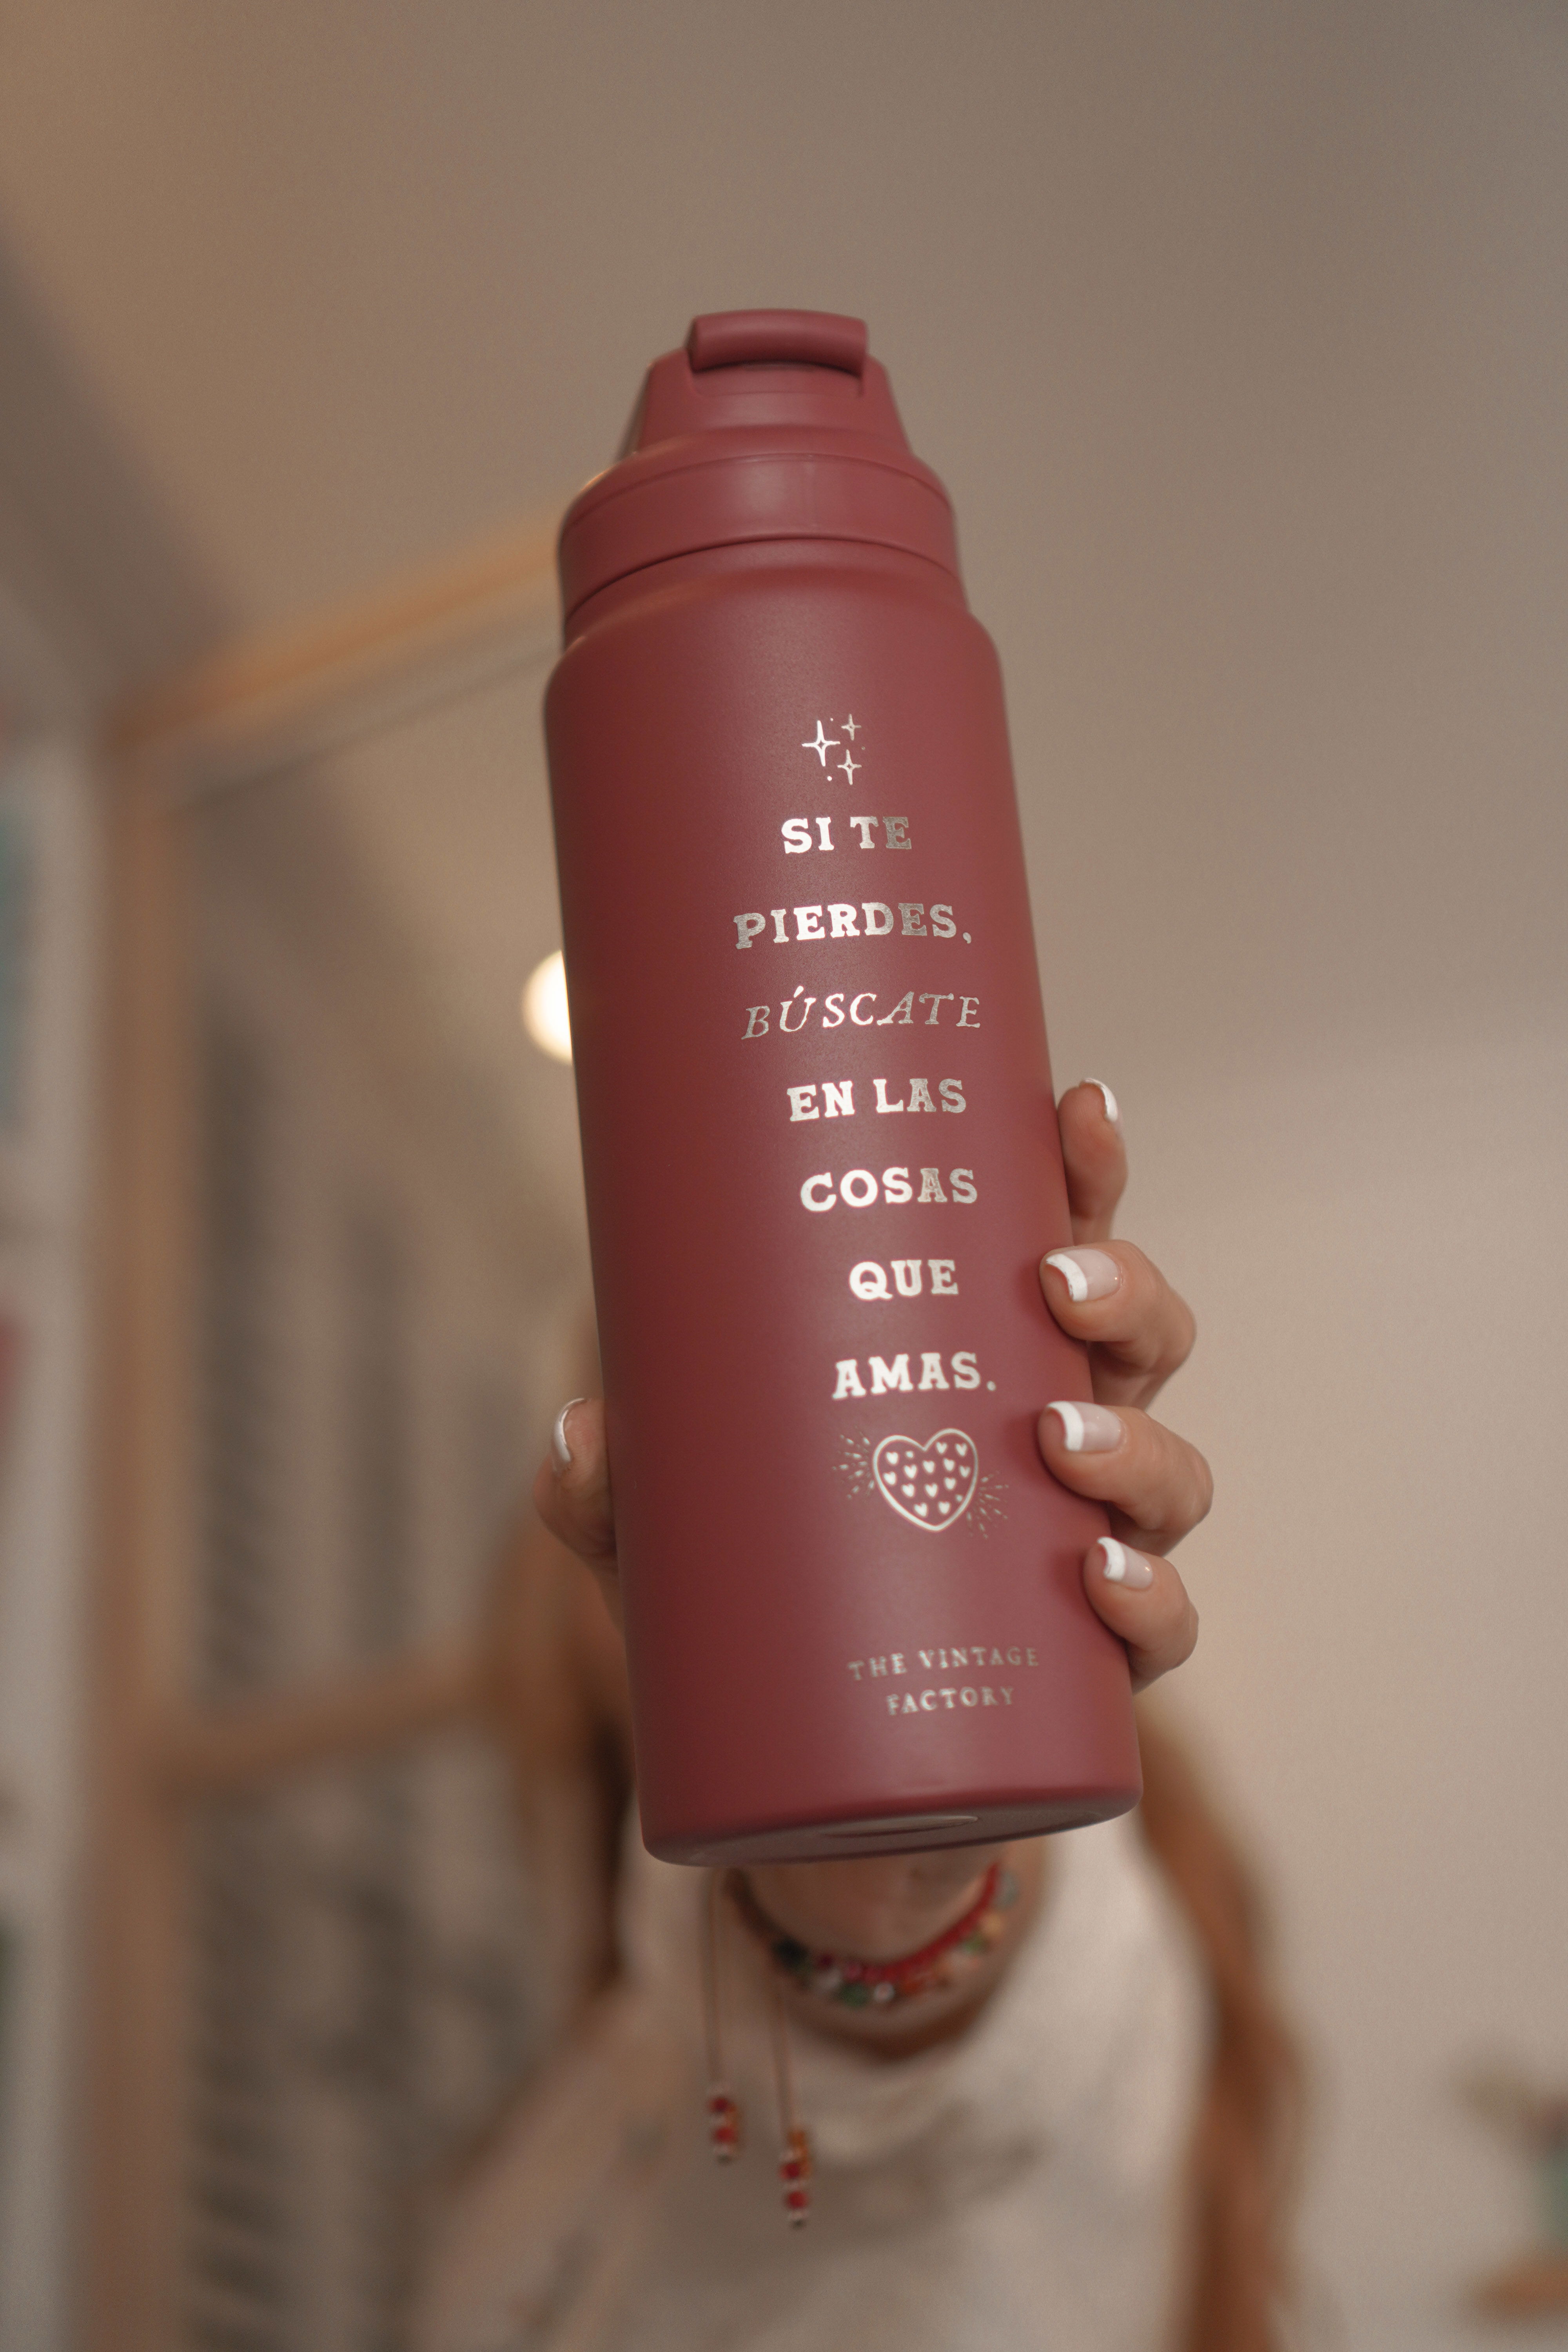 SI TE
PIERDES,
BÚSCATE
EN LAS
COSAS
QUE
AMAS.
THE VINTAGE
FACTORY